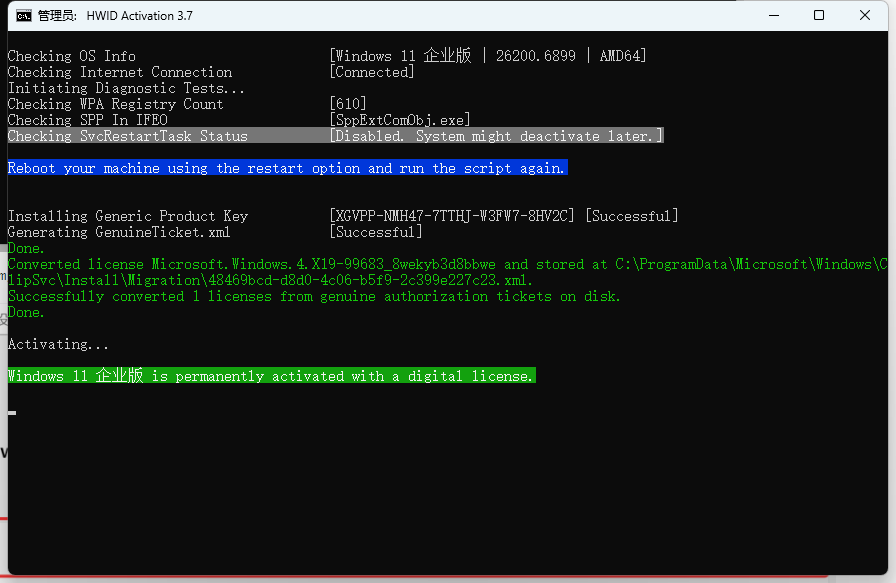 管理员: HWID Activation 3.7
Checking OS Info [Windows 11 企业版 | 26200.6899 | AMD64]
Checking Internet Connection [Connected]
Initiating Diagnostic Tests...
Checking WPA Registry Count [610]
Checking SPP In IFEO [SppExtComObj.exe]
Checking SvcRestartTask Status [Disabled. System might deactivate later.]
Reboot your machine using the restart option and run the script again.
Installing Generic Product Key [XGVPP-NMH47-7TTHJ-W3FW7-8HV2C] [Successful]
Generating GenuineTicket.xml [Successful]
Done.
Converted license Microsoft.Windows.4.X19-99683_8wekyb3d8bbwe and stored at C:\ProgramData\Microsoft\Windows\C
lipSvc\Install\Migration\48469bcd-d8d0-4c06-b5f9-2c399e227c23.xml.
Successfully converted 1 licenses from genuine authorization tickets on disk.
Done.
Activating...
Windows 11 企业版 is permanently activated with a digital license.